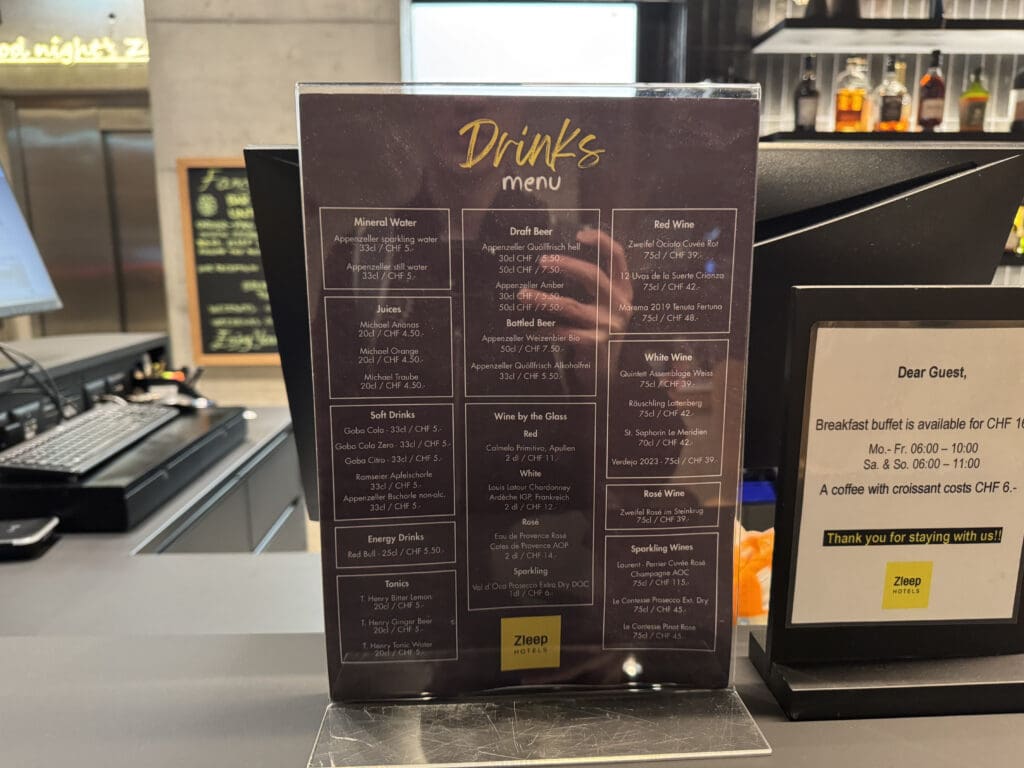 od night's Z
Drinks
menu
Mineral Water
Appenzeller sparkling water
33cl / CHF 5.-
Appenzeller still water
33cl / CHF 5.-
Juices
Michael Ananas
20cl / CHF 4.50.-
Michael Orange
20cl / CHF 4.50.-
Michael Traube
20cl / CHF 4.50.-
Soft Drinks
Goba Cola - 33cl / CHF 5.-
Goba Cola Zero - 33cl / CHF 5.-
Goba Citro - 33cl / CHF 5.-
Ramseier Apfelschorle
33cl / CHF 5.-
Appenzeller Bschorle non-alc.
33cl / CHF 5.-
Energy Drinks
Red Bull - 25cl / CHF 5.50.-
Tonics
T. Henry Bitter Lemon
20cl / CHF 5.-
T. Henry Ginger Beer
20cl / CHF 5.-
T. Henry Tonic Water
20cl / CHF 5.-
Draft Beer
Appenzeller Quöllfrisch hell
30cl CHF / 5.50.-
50cl CHF / 7.50.-
Appenzeller Amber
30cl CHF / 5.50.-
50cl CHF / 7.50.-
Bottled Beer
Appenzeller Weizenbier Bio
50cl / CHF 7.50.-
Appenzeller Quöllfrisch Alkoholfrei
33cl / CHF 5.50.-
Wine by the Glass
Red
Calmelo Primitivo, Apulien
2 dl / CHF 11.-
White
Louis Latour Chardonney
Ardèche IGP, Frankreich
2 dl / CHF 12.-
Rosé
Eau de Provence Rosé
Cotes de Provence AOP
2 dl / CHF 14.-
Sparkling
Val d'Oca Prosecco Extra Dry DOC
1dl / CHF 6.-
Zleep
HOTELS
Red Wine
Zweifel Ociato Cuvée Rot
75cl / CHF 39.-
12 Uvas de la Suerte Crianza
75cl / CHF 42.-
Marema 2019 Tenuta Fertuna
75cl / CHF 48.-
White Wine
Quintett Assemblage Weiss
75cl / CHF 39.-
Räuschling Lattenberg
75cl / CHF 42.-
St. Saphorin Le Meridien
70cl / CHF 42.-
Verdejo 2023 - 75cl / CHF 39.-
Rosé Wine
Zweifel Rosé im Steinkrug
75cl / CHF 39.-
Sparkling Wines
Laurent - Perrier Cuvée Rosé
Champagne AOC
75cl / CHF 115.-
Le Contesse Prosecco Ext. Dry
75cl / CHF 45.-
Le Contesse Pinot Rose
75cl / CHF 45.-
Dear Guest,
Breakfast buffet is available for CHF 1
Mo.- Fr. 06:00 – 10:00
Sa. & So. 06:00 – 11:00
A coffee with croissant costs CHF 6.-
Thank you for staying with us!!
Zleep
HOTELS